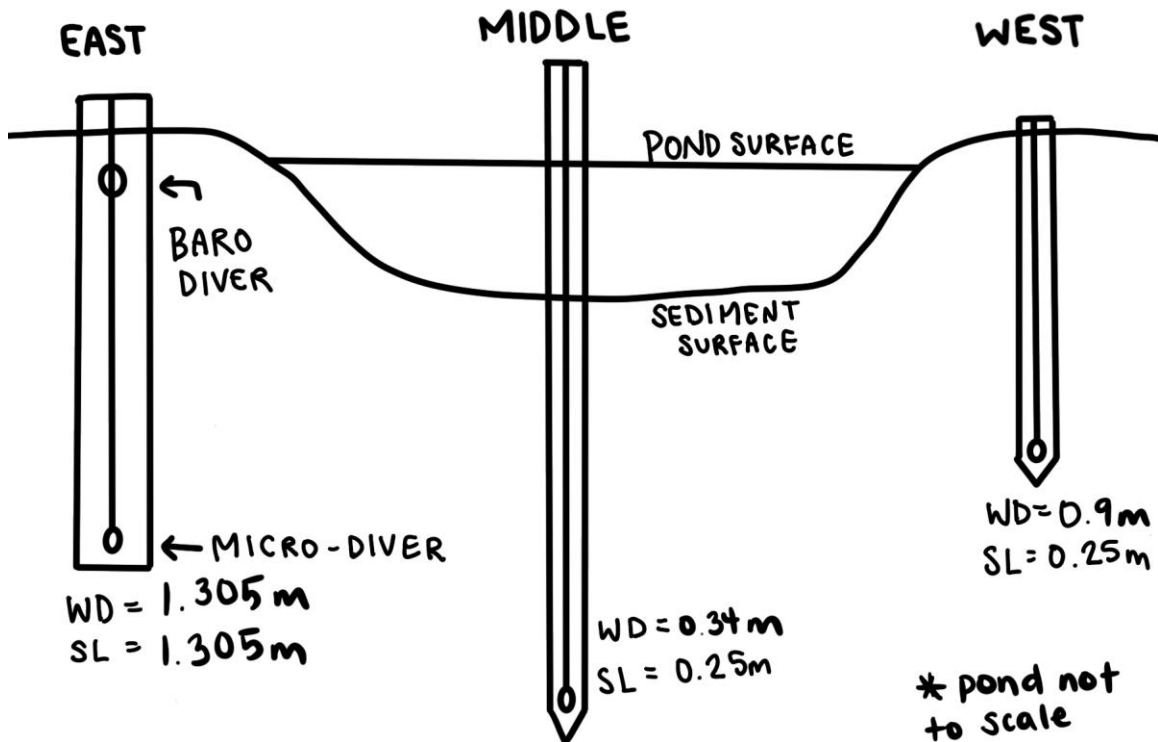 EAST
MIDDLE
WEST
POND SURFACE
BARO
DIVER
SEDIMENT
SURFACE
MICRO-DIVER
WD = 1.305m
SL = 1.305m
WD = 0.34m
SL = 0.25m
WD = 0.9m
SL = 0.25m
* pond not
to scale